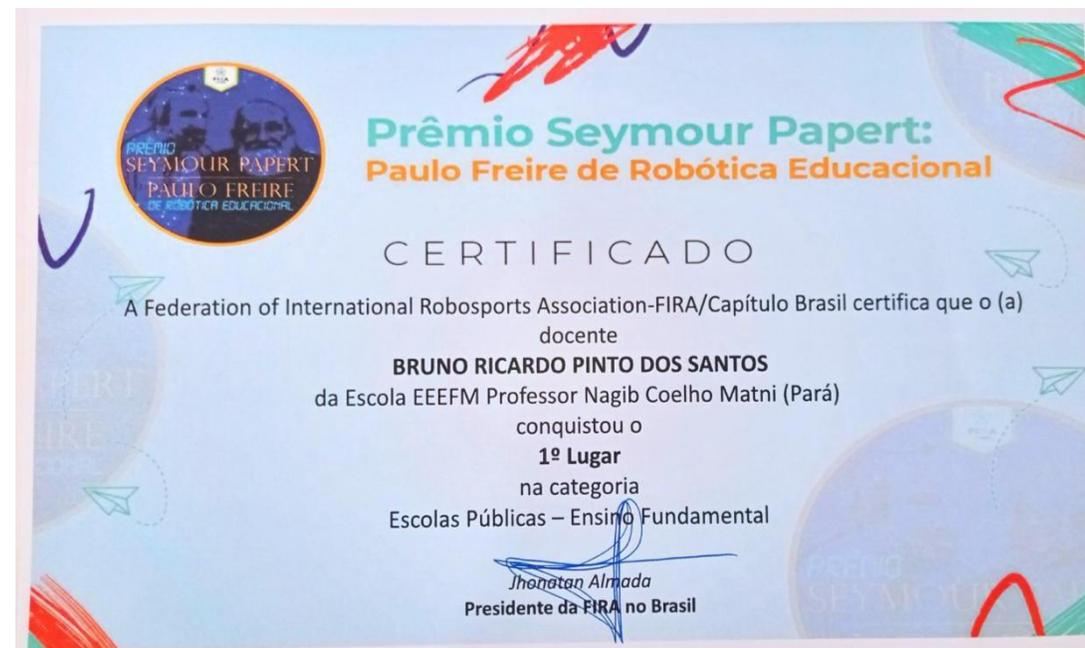 FIRA
PRÊMIO
SEYMOUR PAPERT
PAULO FREIRE
DE ROBÓTICA EDUCACIONAL
Prêmio Seymour Papert:
Paulo Freire de Robótica Educacional
CERTIFICADO
A Federation of International Robosports Association-FIRA/Capítulo Brasil certifica que o (a)
docente
BRUNO RICARDO PINTO DOS SANTOS
da Escola EEEFM Professor Nagib Coelho Matni (Pará)
conquistou o
1º Lugar
na categoria
Escolas Públicas – Ensino Fundamental
Jhonatan Almada
Presidente da FIRA no Brasil
PRÊMIO
SEYMOUR